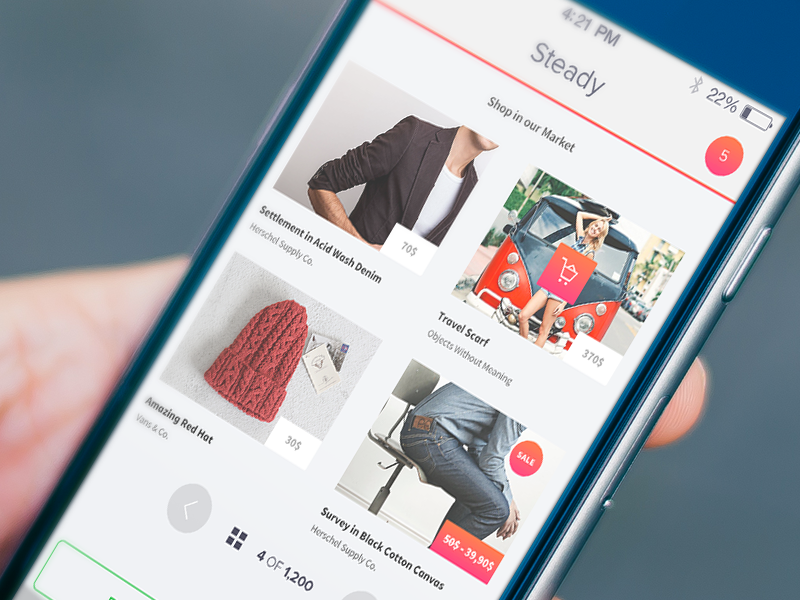 4:21 PM
22%
Steady
5
Shop in our Market
70$
Settlement in Acid Wash Denim
Herschel Supply Co.
370$
Travel Scarf
Objects Without Meaning
30$
Amazing Red Hat
Vans & Co.
SALE
50$ - 39,90$
Survey in Black Cotton Canvas
Herschel Supply Co.
4 OF 1,200